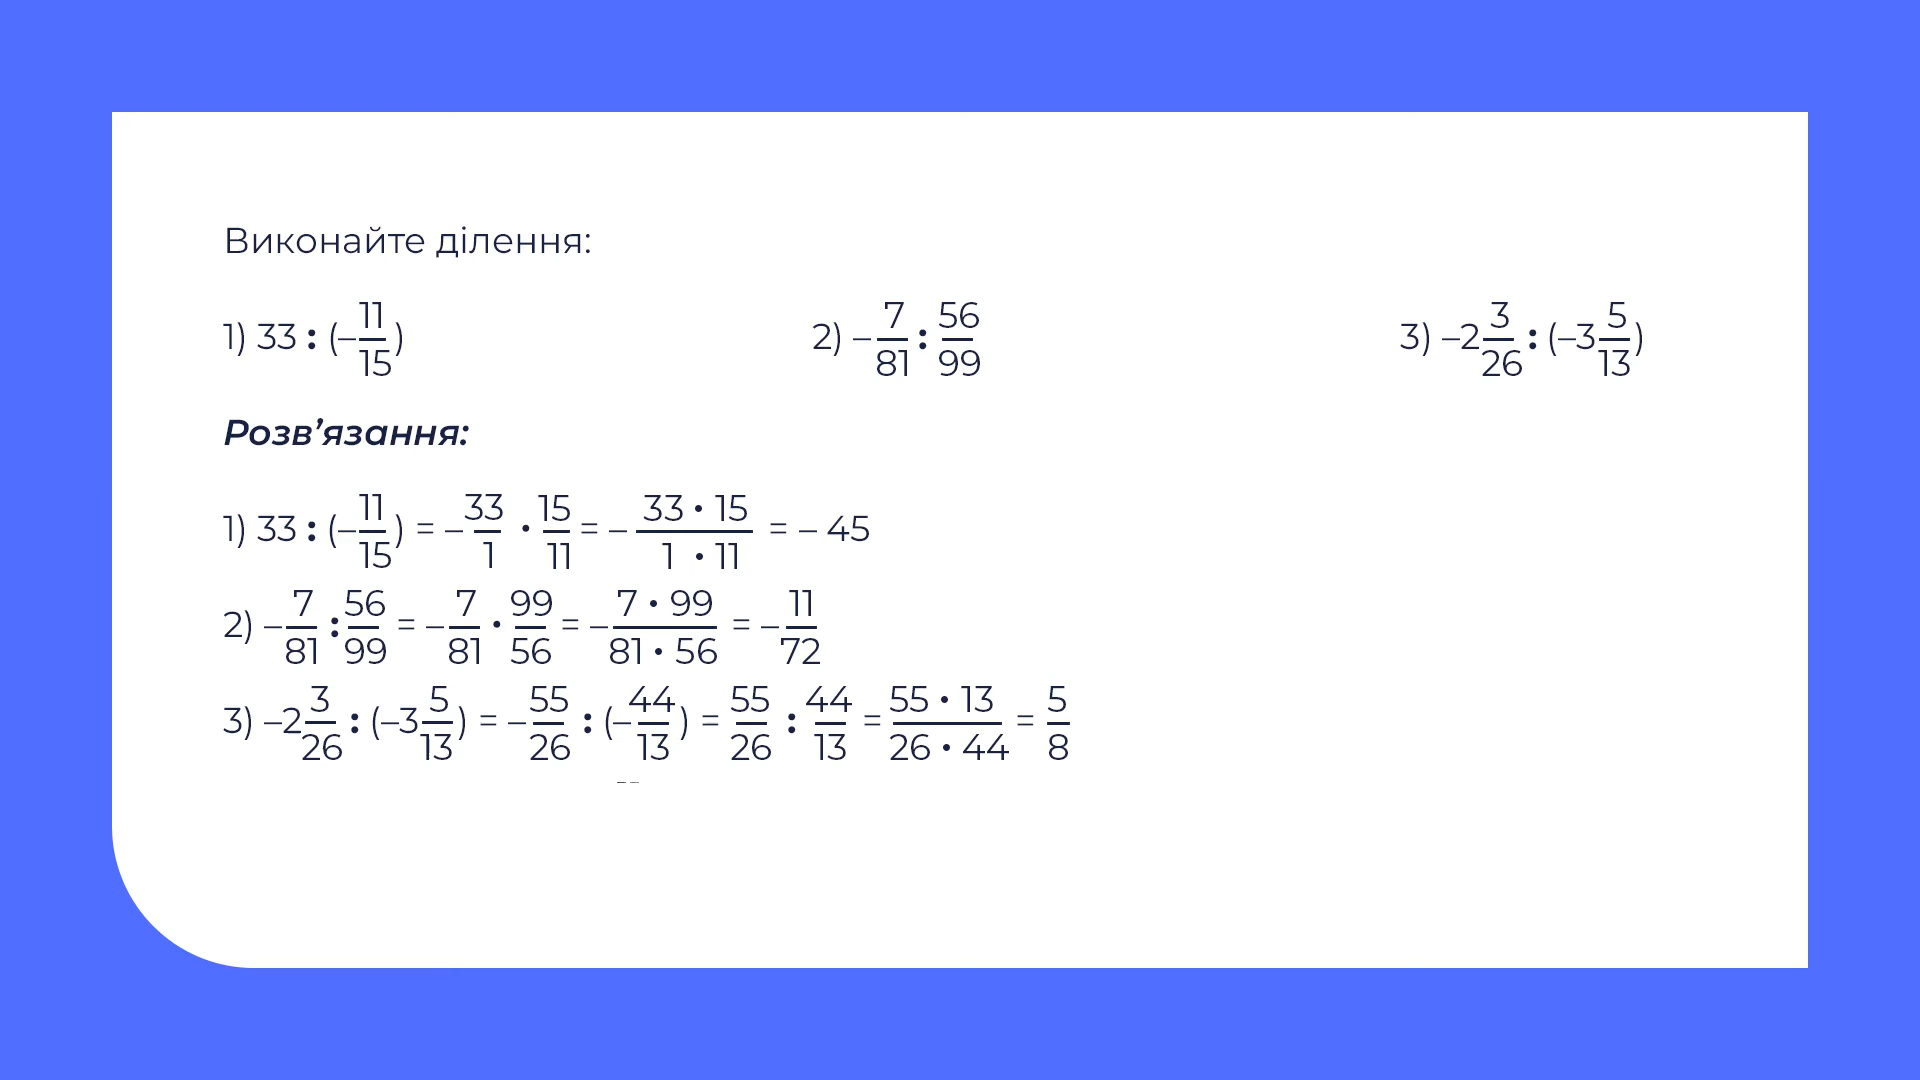 Виконайте ділення:
1) 33 : (–11/15) 2) –7/81 : 56/99 3) –2 3/26 : (–3 5/13)
Розв’язання:
1) 33 : (–11/15) = –33/1 · 15/11 = – (33 · 15)/(1 · 11) = – 45
2) –7/81 : 56/99 = –7/81 · 99/56 = –(7 · 99)/(81 · 56) = –11/72
3) –2 3/26 : (–3 5/13) = –55/26 : (–44/13) = 55/26 : 44/13 = (55 · 13)/(26 · 44) = 5/8